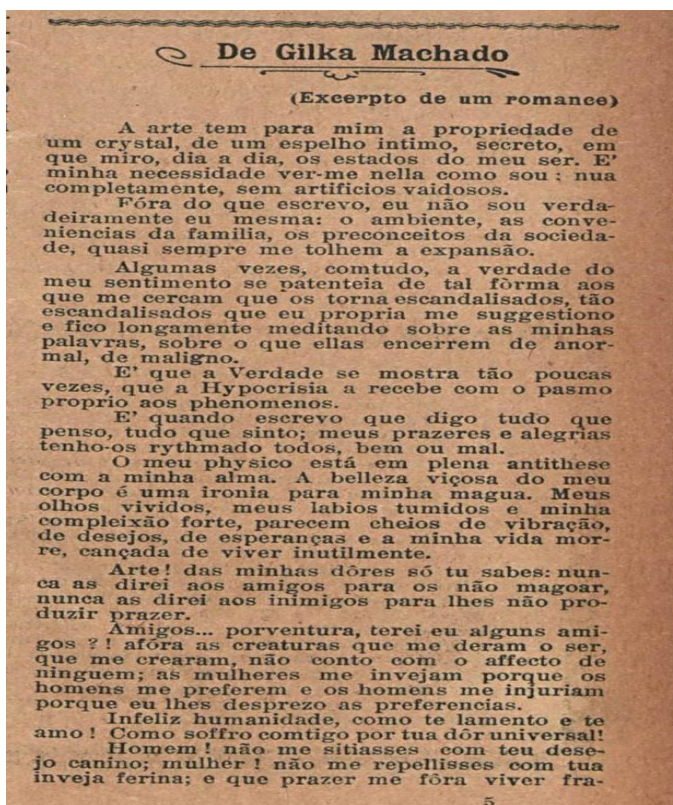 De Gilka Machado
(Excerpto de um romance)
A arte tem para mim a propriedade de
um crystal, de um espelho intimo, secreto, em
que miro, dia a dia, os estados do meu ser. E'
minha necessidade ver-me nella como sou: nua
completamente, sem artificios vaidosos.
Fóra do que escrevo, eu não sou verda-
deiramente eu mesma: o ambiente, as conve-
niencias da familia, os preconceitos da socieda-
de, quasi sempre me tolhem a expansão.
Algumas vezes, comtudo, a verdade do
meu sentimento se patenteia de tal fòrma aos
que me cercam que os torna escandalisados, tão
escandalisados que eu propria me suggestiono
e fico longamente meditando sobre as minhas
palavras, sobre o que ellas encerrem de anor-
mal, de maligno.
E' que a Verdade se mostra tão poucas
vezes, que a Hypocrisia a recebe com o pasmo
proprio aos phenomenos.
E' quando escrevo que digo tudo que
penso, tudo que sinto; meus prazeres e alegrias
tenho-os rythmado todos, bem ou mal.
O meu physico está em plena antithese
com a minha alma. A belleza viçosa do meu
corpo é uma ironia para minha magua. Meus
olhos vividos, meus labios tumidos e minha
compleixão forte, parecem cheios de vibração,
de desejos, de esperanças e a minha vida mor-
re, cançada de viver inutilmente.
Arte! das minhas dôres só tu sabes: nun-
ca as direi aos amigos para os não magoar,
nunca as direi aos inimigos para lhes não pro-
duzir prazer.
Amigos... porventura, terei eu alguns ami-
gos ?! afóra as creaturas que me deram o ser,
que me crearam, não conto com o affecto de
ninguem; as mulheres me invejam porque os
homens me preferem e os homens me injuriam
porque eu lhes desprezo as preferencias.
Infeliz humanidade, como te lamento e te
amo! Como soffro comtigo por tua dôr universal!
Homem! não me sitiasses com teu dese-
jo canino; mulher! não me repellisses com tua
inveja ferina; e que prazer me fôra viver fra-
5